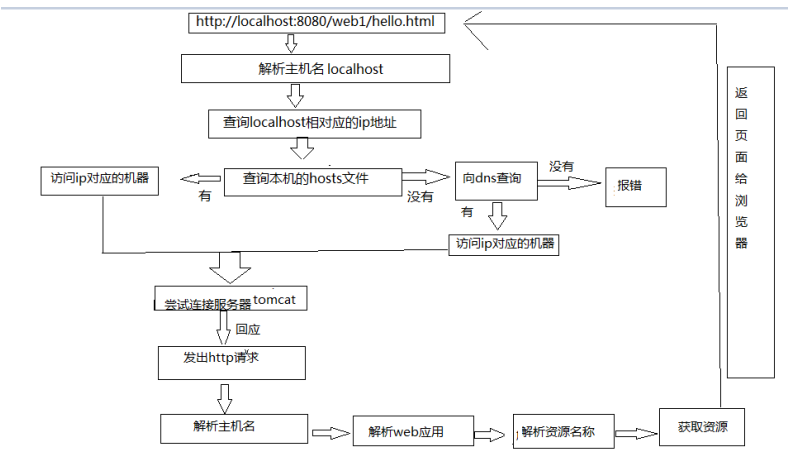 http://localhost:8080/web1/hello.html
解析主机名 localhost
查询localhost相对应的ip地址
访问ip对应的机器
有
查询本机的hosts文件
没有
向dns查询
没有
报错
有
访问ip对应的机器
尝试连接服务器tomcat
回应
发出http请求
解析主机名
解析web应用
解析资源名称
获取资源
返回页面给浏览器